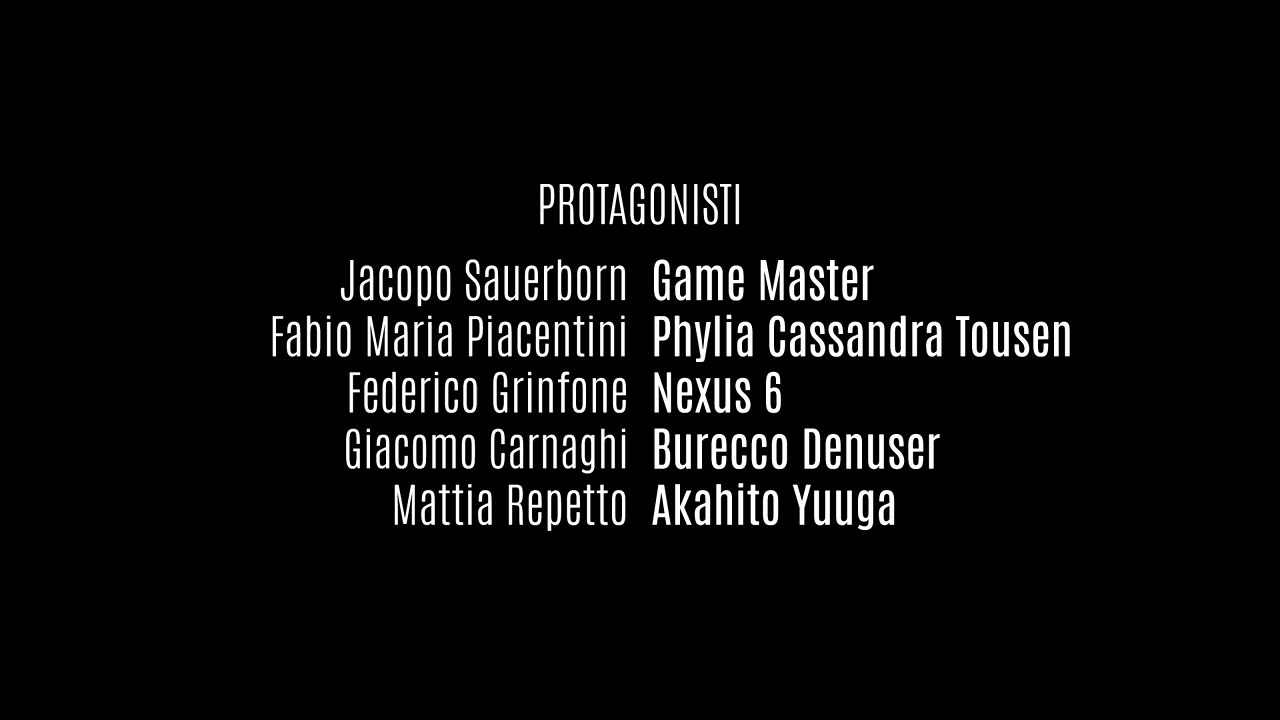 PROTAGONISTI
Jacopo Sauerborn Game Master
Fabio Maria Piacentini Phylia Cassandra Tousen
Federico Grinfone Nexus 6
Giacomo Carnaghi Burecco Denuser
Mattia Repetto Akahito Yuuga